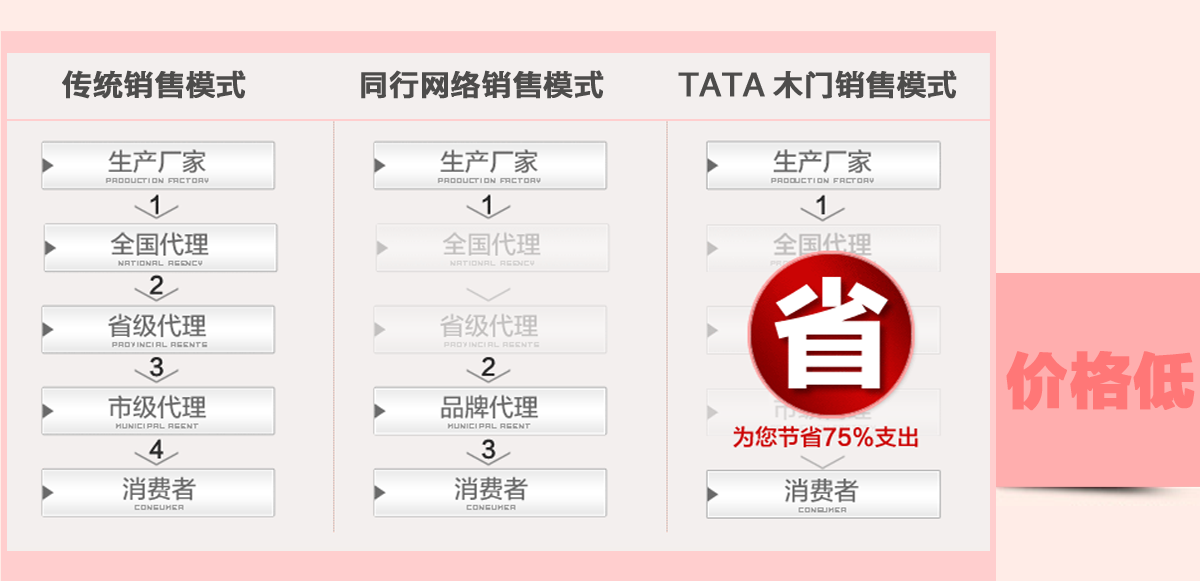 传统销售模式
生产厂家
PRODUCTION FACTORY
1
全国代理
NATIONAL AGENCY
2
省级代理
PROVINCIAL AGENTS
3
市级代理
MUNICIPAL AGENT
4
消费者
CONSUMER
同行网络销售模式
生产厂家
PRODUCTION FACTORY
1
全国代理
NATIONAL AGENCY
省级代理
PROVINCIAL AGENTS
2
品牌代理
MUNICIPAL AGENT
3
消费者
CONSUMER
TATA 木门销售模式
生产厂家
PRODUCTION FACTORY
1
全国代理
省
市级代理
为您节省75%支出
消费者
CONSUMER
价格低